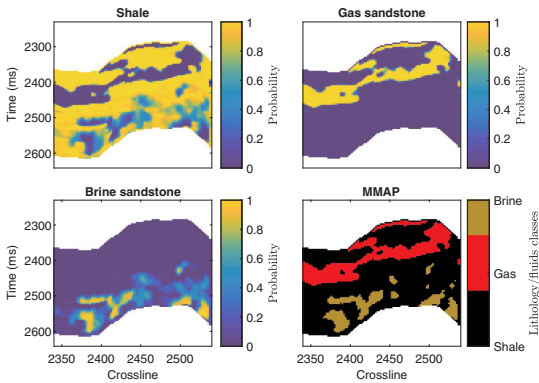 Shale
Gas sandstone
2300
2400
2500
2600
Time (ms)
1
0.8
0.6
0.4
0.2
0
Probability
1
0.8
0.6
0.4
0.2
0
Probability
Brine sandstone
MMAP
2300
2400
2500
2600
Time (ms)
1
0.8
0.6
0.4
0.2
0
Probability
Brine
Gas
Shale
Lithology/fluids classes
2350 2400 2450 2500
Crossline
2350 2400 2450 2500
Crossline